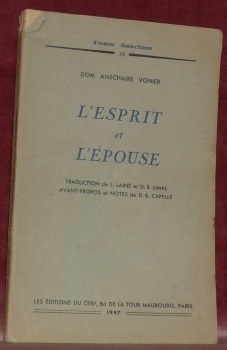 Unam Sanctam
16
DOM ANSCHAIRE VONIER
L'ESPRIT
et
L'ÉPOUSE
TRADUCTION de L. LAINÉ et D. B. LIMAL
AVANT-PROPOS et NOTES de D. B. CAPELLE
LES ÉDITIONS DU CERF, Bd DE LA TOUR MAUBOURG, PARIS
1947